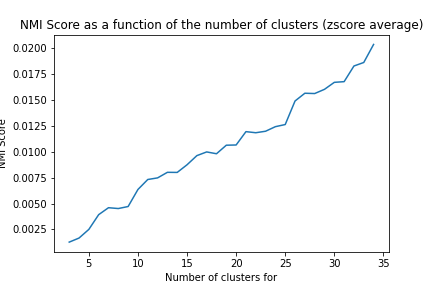 NMI Score as a function of the number of clusters (zscore average)
0.0200
0.0175
0.0150
0.0125
0.0100
0.0075
0.0050
0.0025
NMI Score
5 10 15 20 25 30 35
Number of clusters for